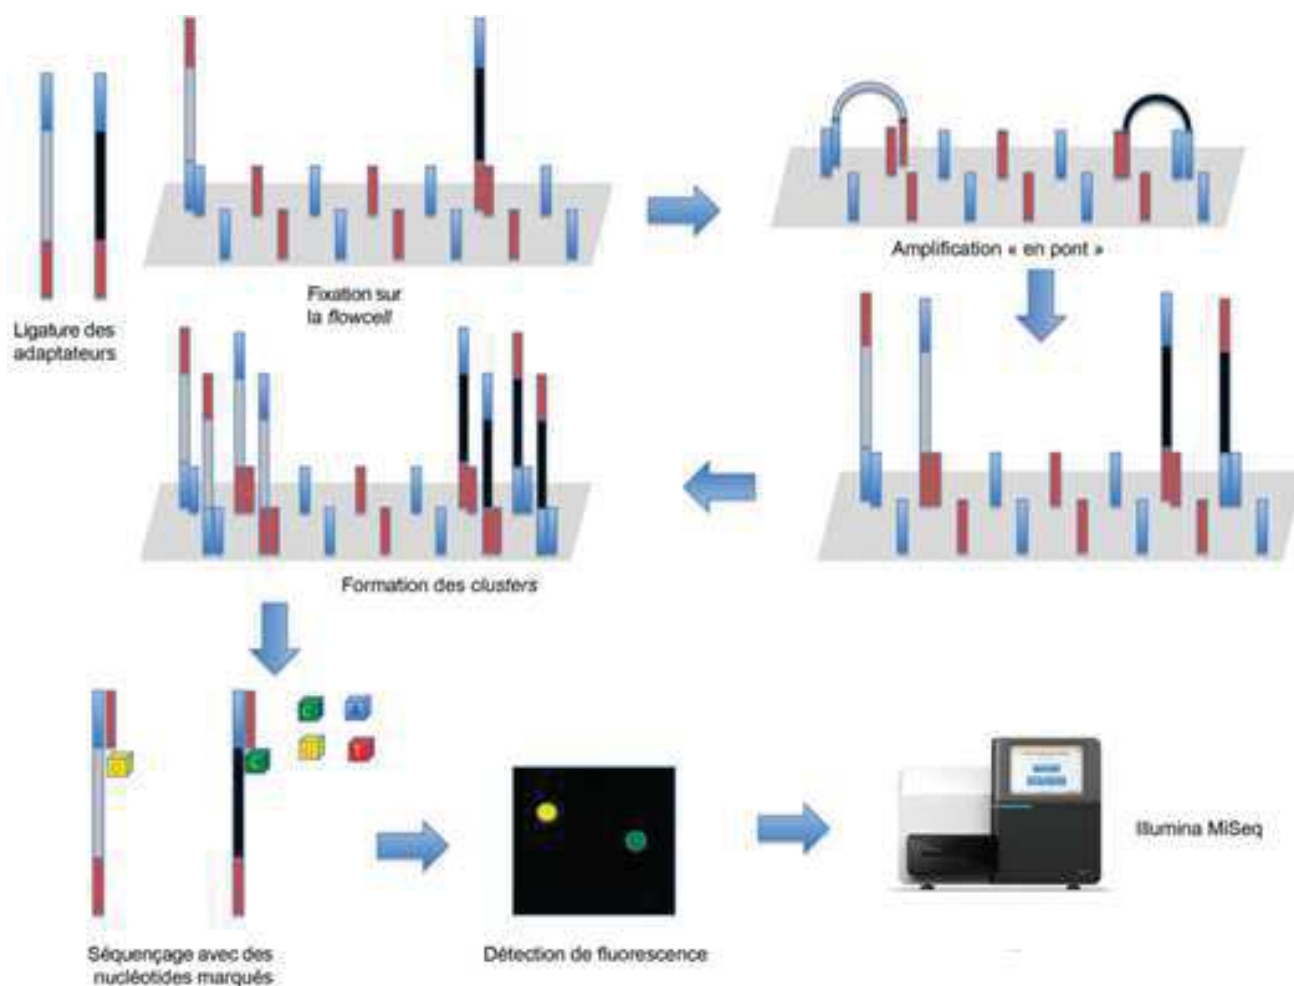 Ligature des
adaptateurs
Fixation sur
la flowcell
Amplification « en pont »
Formation des clusters
Séquençage avec des
nucléotides marqués
Détection de fluorescence
Illumina MiSeq